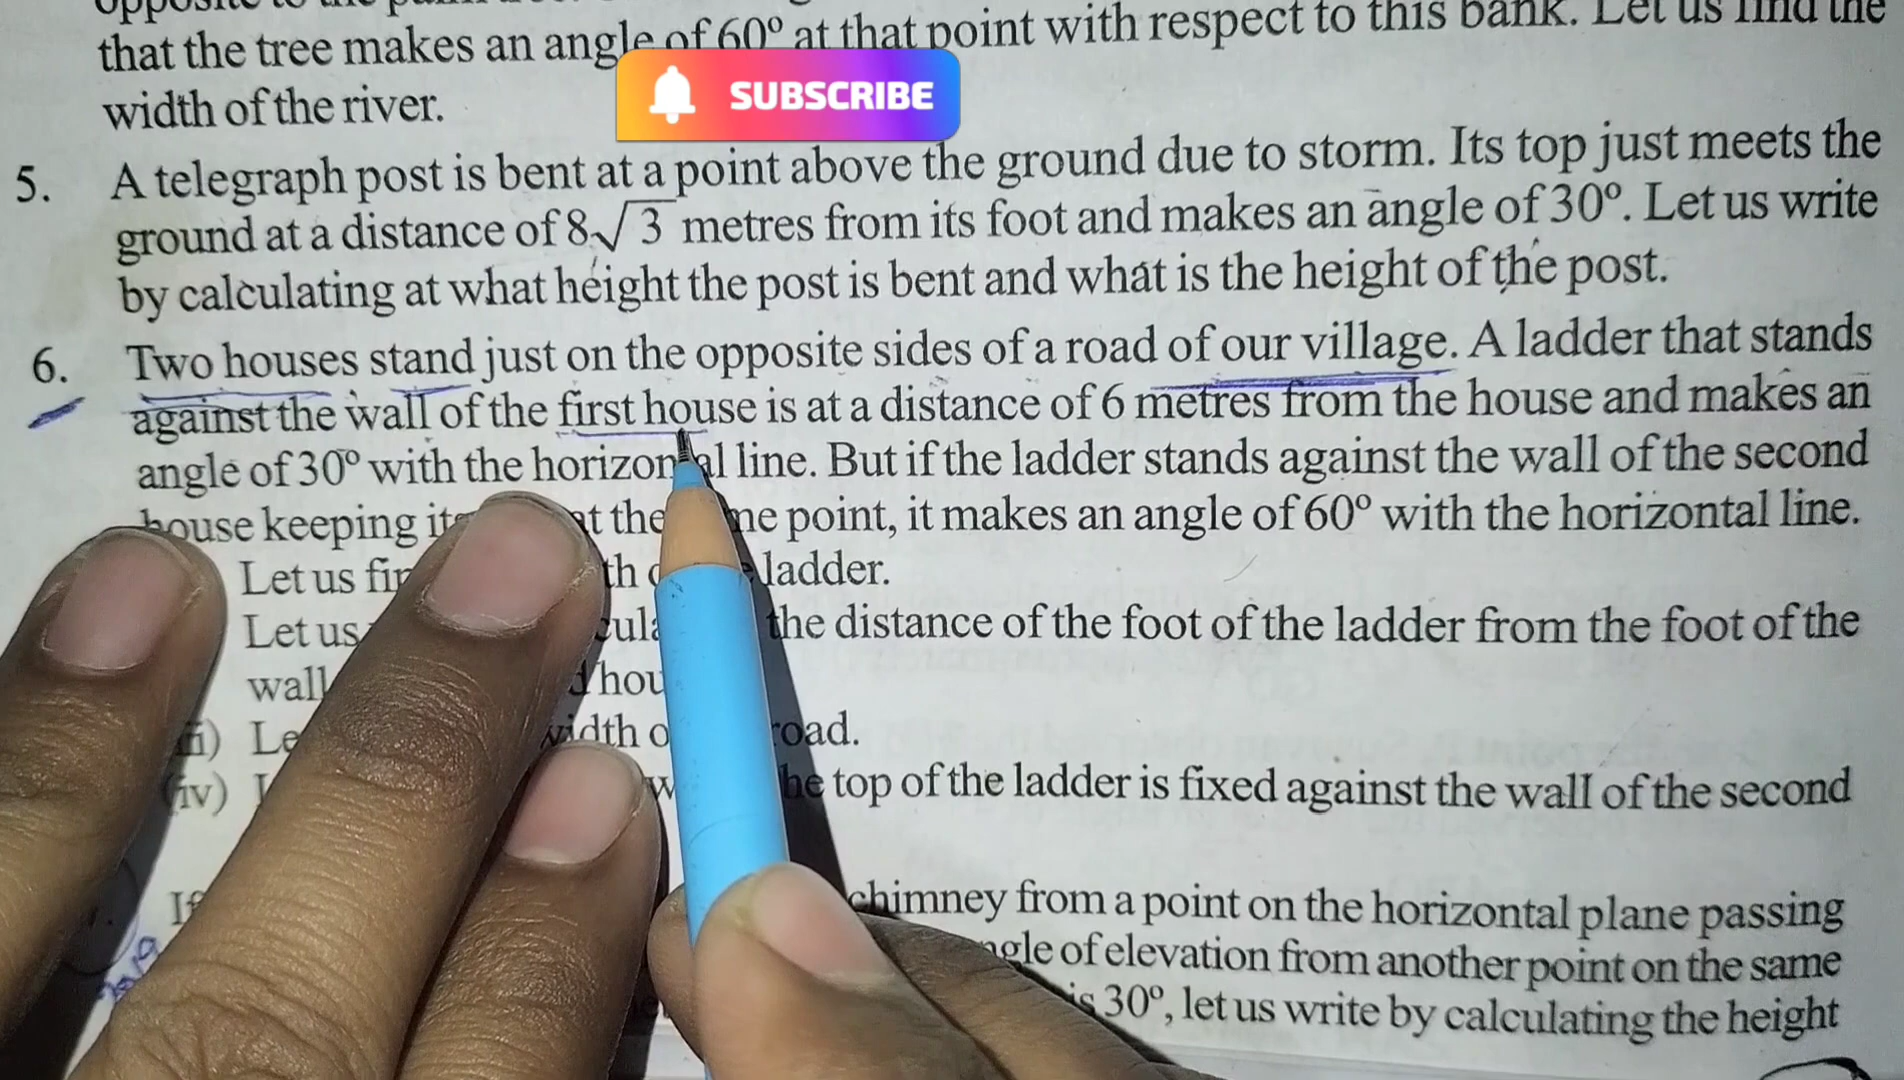 that the tree makes an angle of 60° at that point with respect to this bank. Let us find the
width of the river.
SUBSCRIBE
5. A telegraph post is bent at a point above the ground due to storm. Its top just meets the
ground at a distance of 8√3 metres from its foot and makes an angle of 30°. Let us write
by calculating at what height the post is bent and what is the height of the post.
6. Two houses stand just on the opposite sides of a road of our village. A ladder that stands
against the wall of the first house is at a distance of 6 metres from the house and makes an
angle of 30° with the horizontal line. But if the ladder stands against the wall of the second
house keeping at the point, it makes an angle of 60° with the horizontal line.
Let us ladder.
Let us the distance of the foot of the ladder from the foot of the
wall
road.
(iv) the top of the ladder is fixed against the wall of the second
chimney from a point on the horizontal plane passing
of elevation from another point on the same
is 30°, let us write by calculating the height